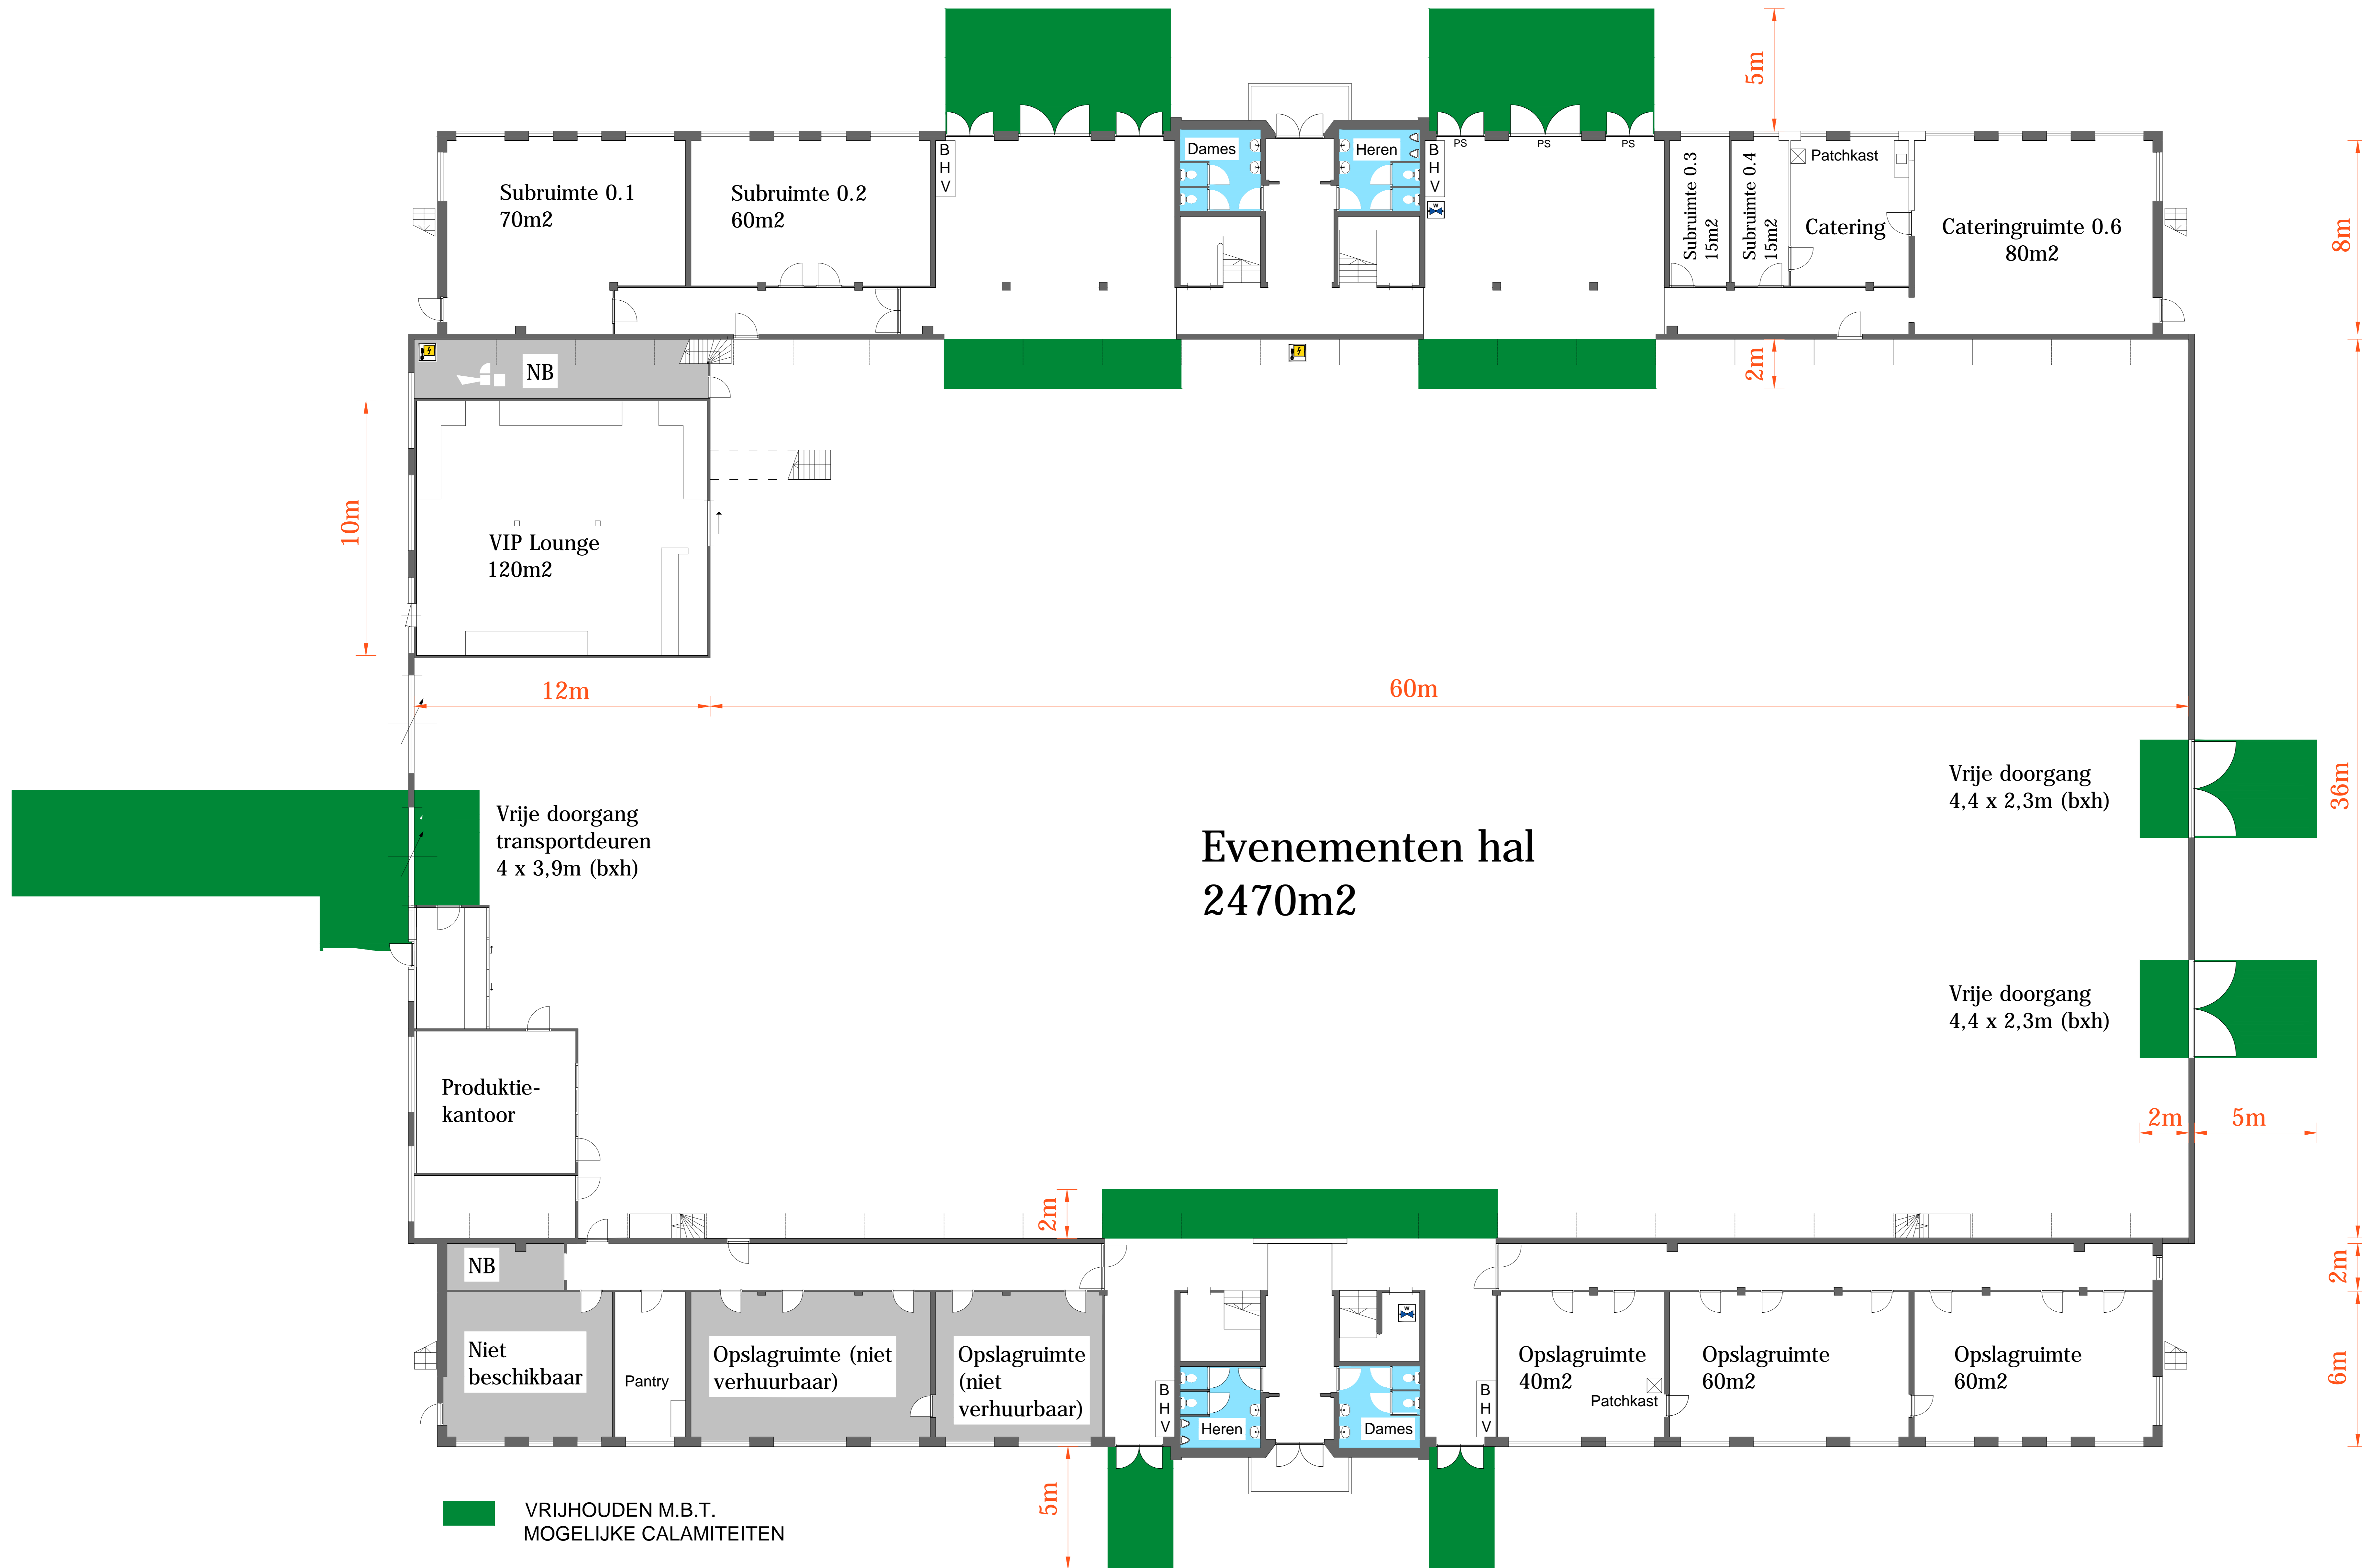 5m
Dames
Heren
B
H
V
B
H
V
PS
PS
PS
Subruimte 0.1
70m2
Subruimte 0.2
60m2
Subruimte 0.3
15m2
Subruimte 0.4
15m2
Patchkast
Catering
Cateringruimte 0.6
80m2
8m
W
NB
2m
10m
VIP Lounge
120m2
12m
60m
36m
Vrije doorgang
transportdeuren
4 x 3,9m (bxh)
Evenementen hal
2470m2
Vrije doorgang
4,4 x 2,3m (bxh)
Vrije doorgang
4,4 x 2,3m (bxh)
Produktie-
kantoor
2m
5m
2m
NB
2m
W
Niet
beschikbaar
Pantry
Opslagruimte (niet
verhuurbaar)
Opslagruimte
(niet
verhuurbaar)
B
H
V
Heren
Dames
B
H
V
Opslagruimte
40m2
Patchkast
Opslagruimte
60m2
Opslagruimte
60m2
6m
5m
VRIJHOUDEN M.B.T.
MOGELIJKE CALAMITEITEN